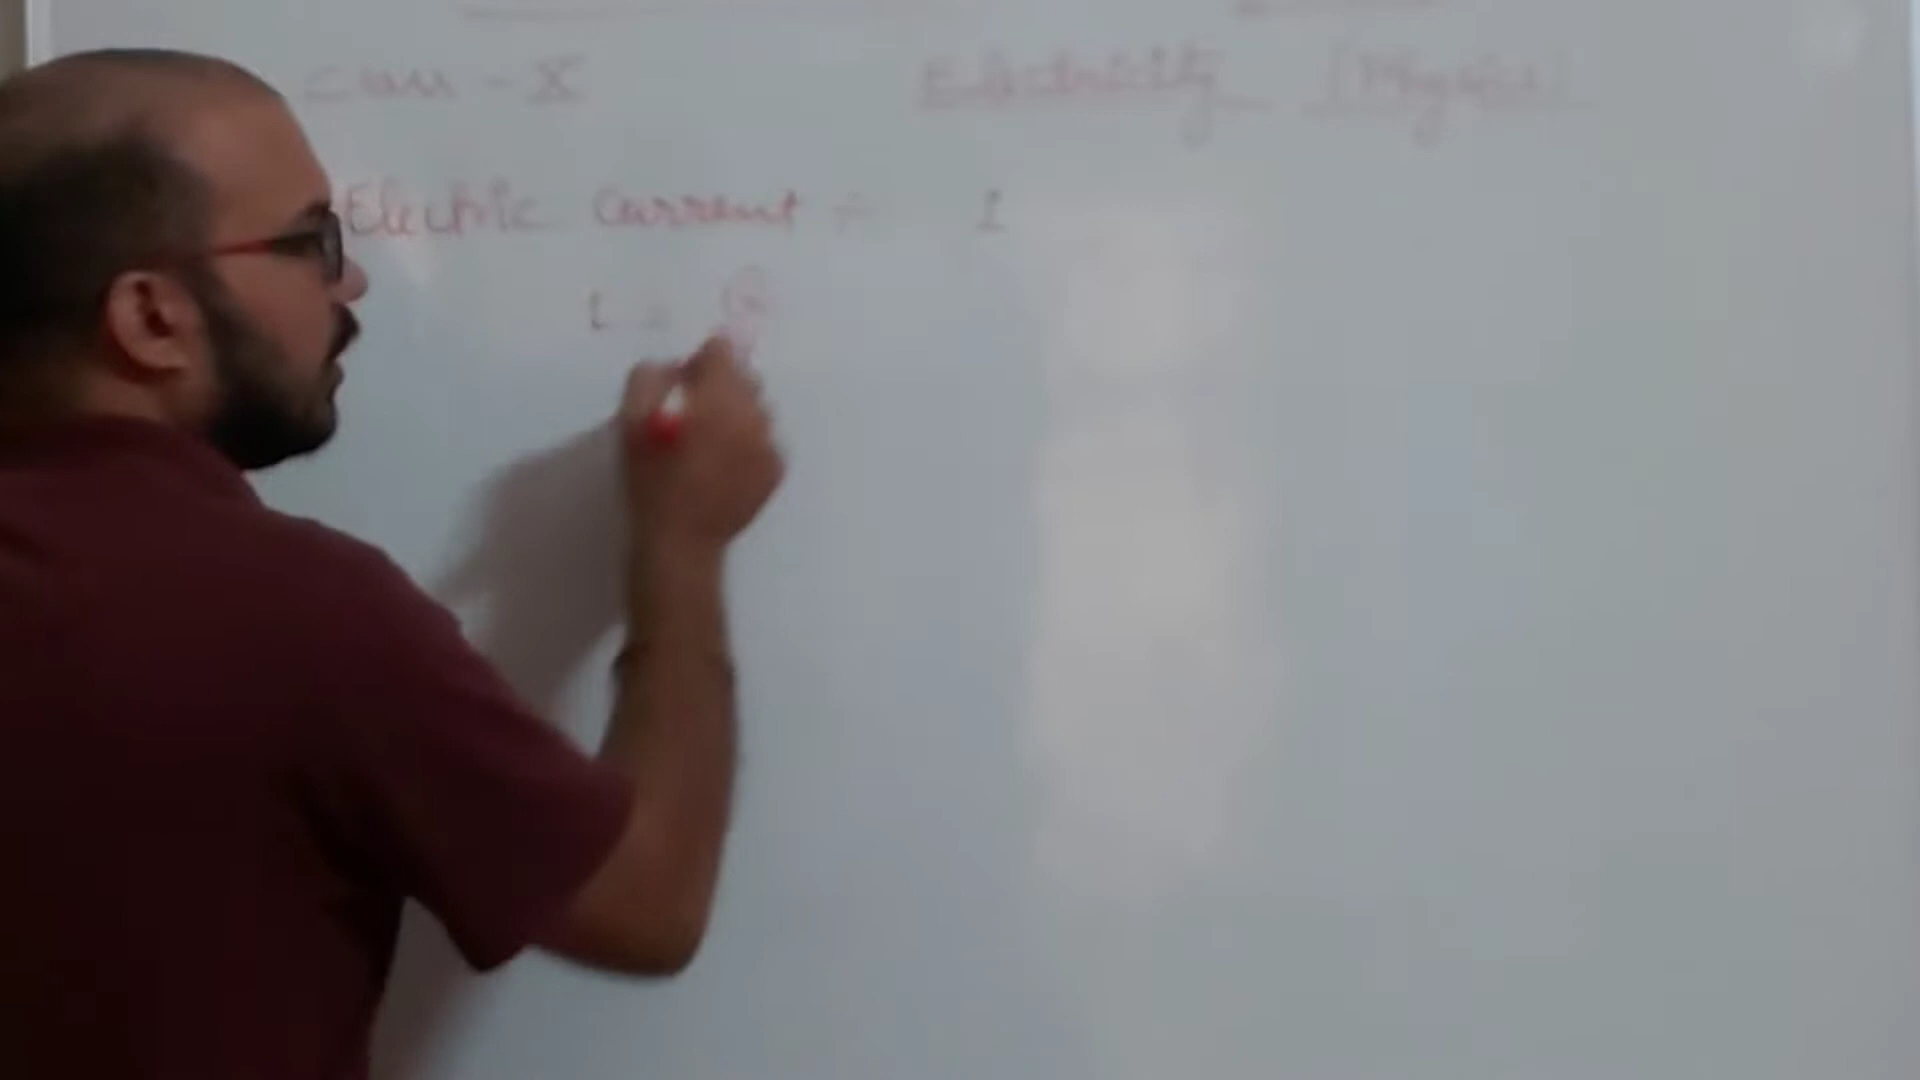 Class - X Electricity (Physics)
Electric Current :- I
I = Q